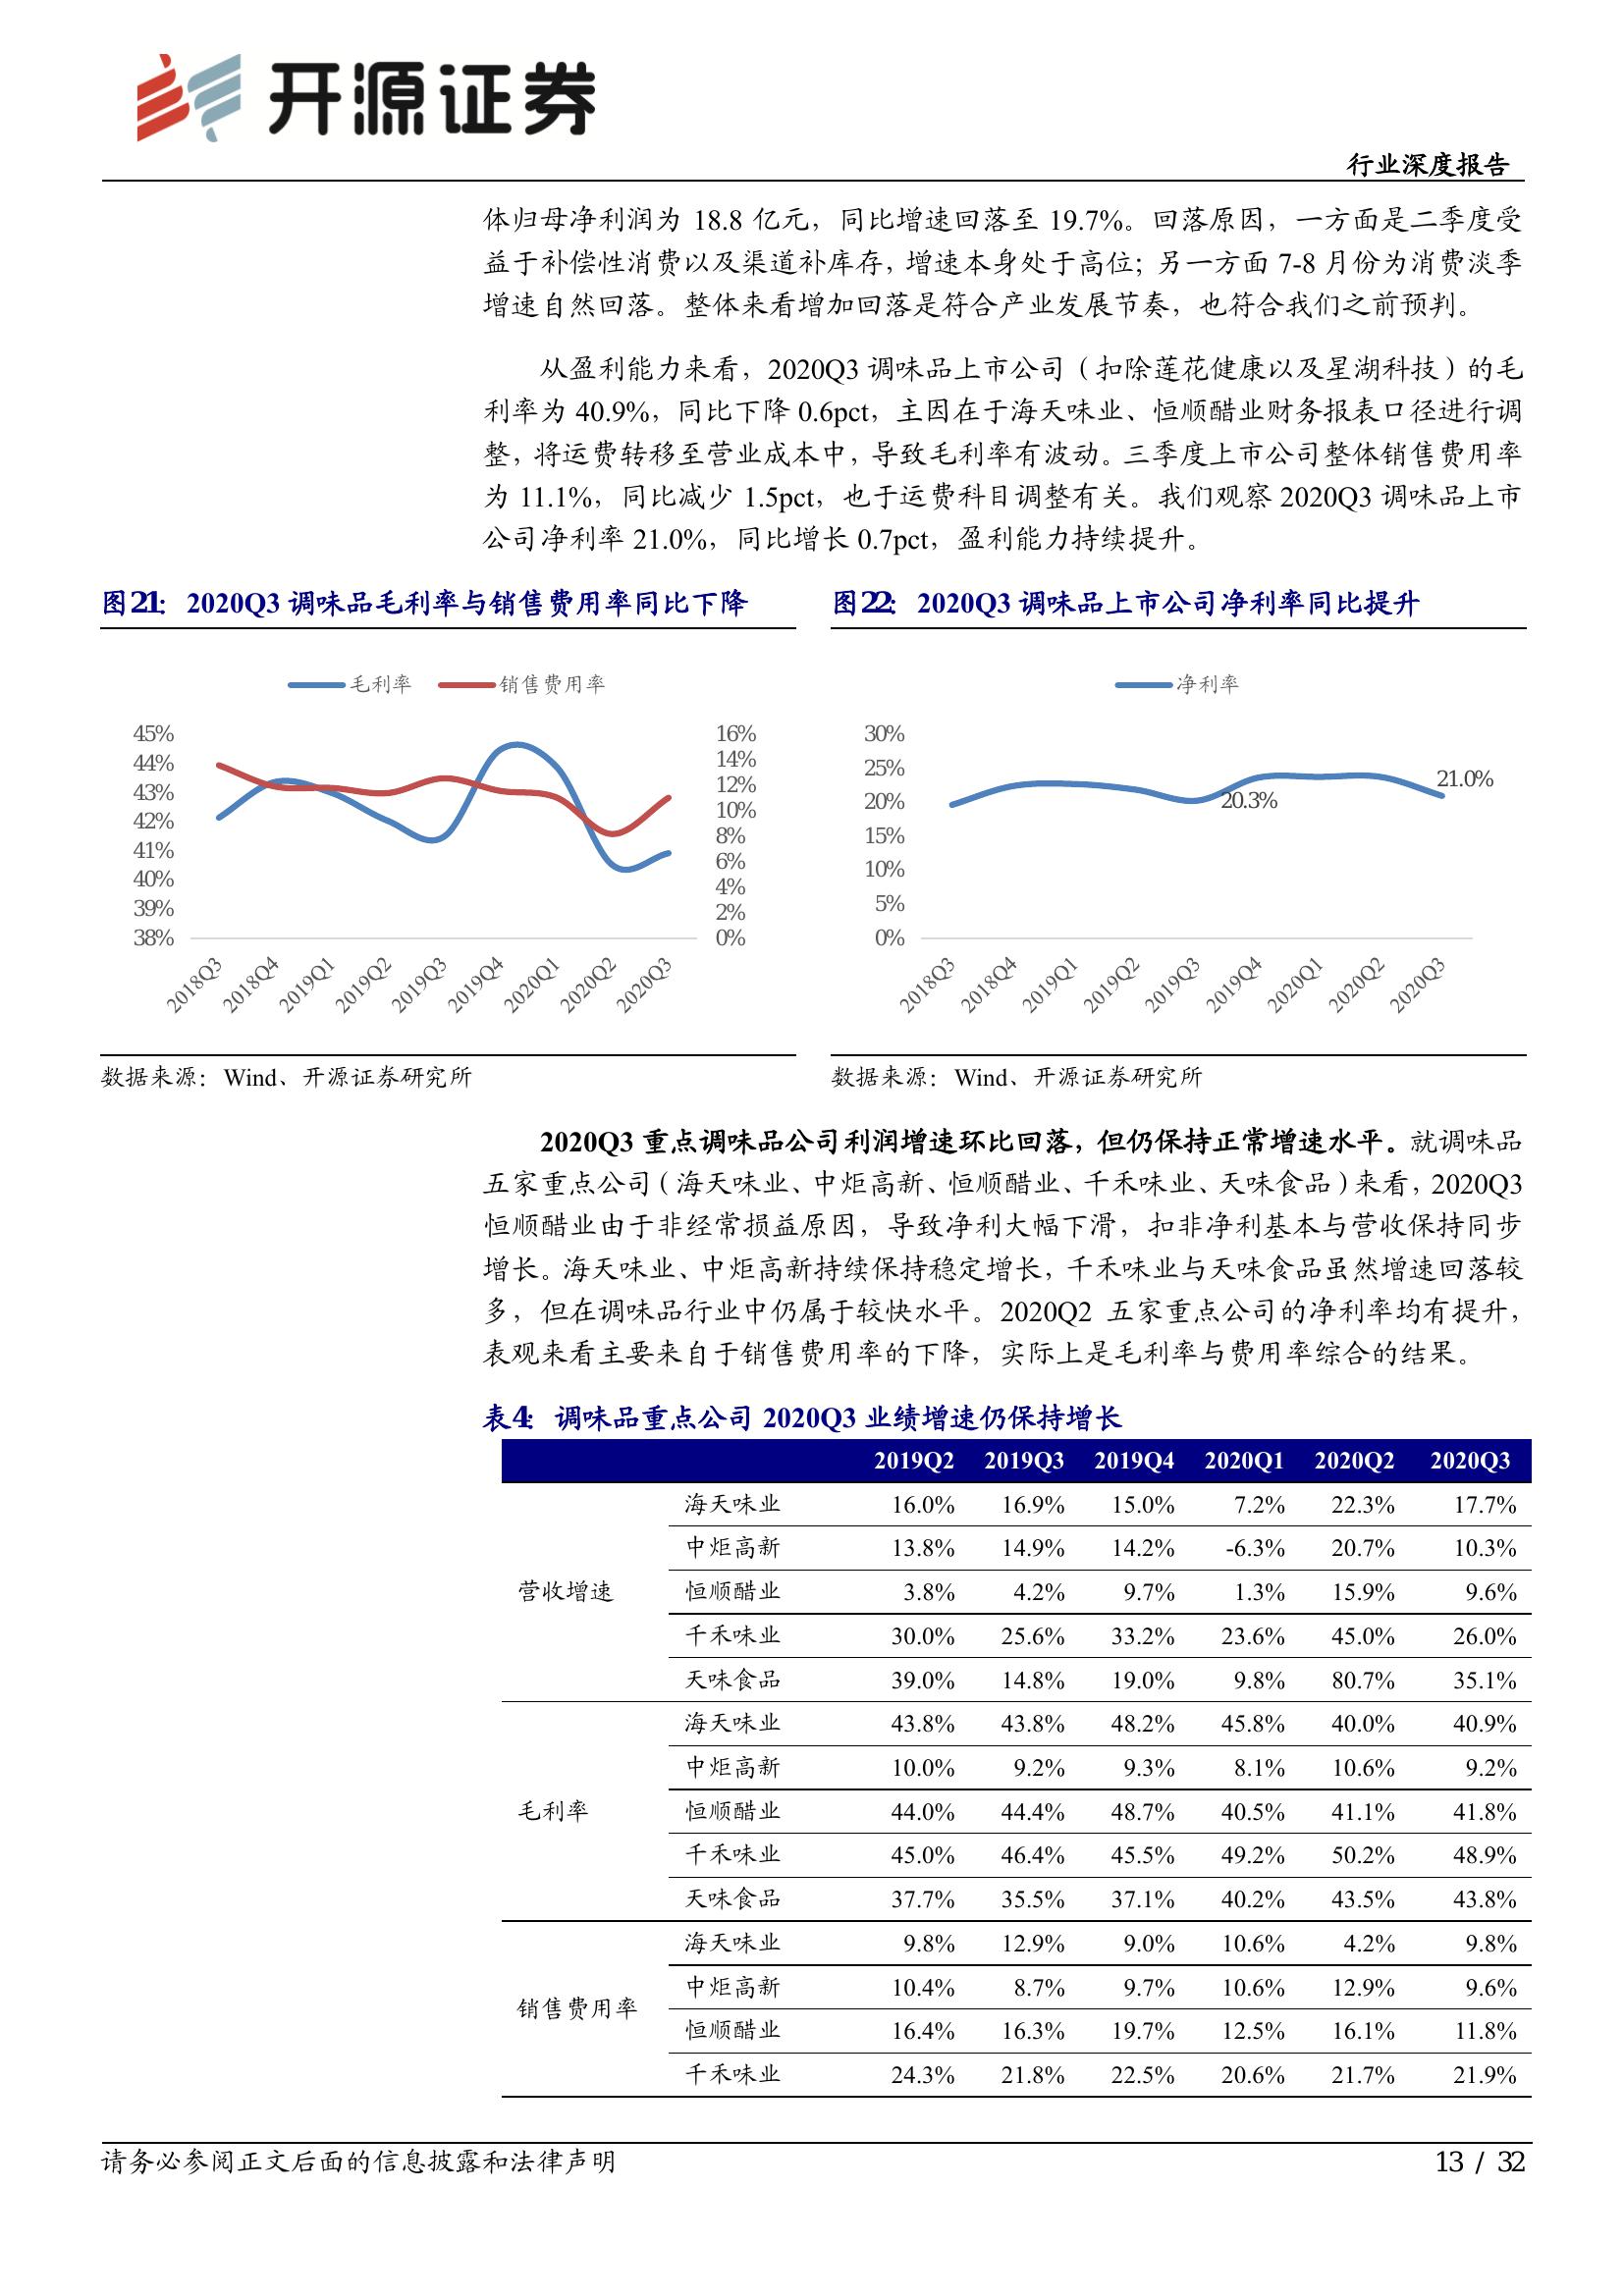 开源证券
行业深度报告
体归母净利润为 18.8 亿元，同比增速回落至 19.7%。回落原因，一方面是二季度受
益于补偿性消费以及渠道补库存，增速本身处于高位；另一方面 7-8 月份为消费淡季
增速自然回落。整体来看增加回落是符合产业发展节奏，也符合我们之前预判。
从盈利能力来看，2020Q3 调味品上市公司（扣除莲花健康以及星湖科技）的毛
利率为 40.9%，同比下降 0.6pct，主因在于海天味业、恒顺醋业财务报表口径进行调
整，将运费转移至营业成本中，导致毛利率有波动。三季度上市公司整体销售费用率
为 11.1%，同比减少 1.5pct，也于运费科目调整有关。我们观察 2020Q3 调味品上市
公司净利率 21.0%，同比增长 0.7pct，盈利能力持续提升。
图21： 2020Q3 调味品毛利率与销售费用率同比下降
毛利率 销售费用率
45%
44%
43%
42%
41%
40%
39%
38%
16%
14%
12%
10%
8%
6%
4%
2%
0%
2018Q3 2018Q4 2019Q1 2019Q2 2019Q3 2019Q4 2020Q1 2020Q2 2020Q3
数据来源：Wind、开源证券研究所
图22： 2020Q3 调味品上市公司净利率同比提升
净利率
30%
25%
20%
15%
10%
5%
0%
20.3%
21.0%
2018Q3 2018Q4 2019Q1 2019Q2 2019Q3 2019Q4 2020Q1 2020Q2 2020Q3
数据来源：Wind、开源证券研究所
2020Q3 重点调味品公司利润增速环比回落，但仍保持正常增速水平。就调味品
五家重点公司（海天味业、中炬高新、恒顺醋业、千禾味业、天味食品）来看，2020Q3
恒顺醋业由于非经常损益原因，导致净利大幅下滑，扣非净利基本与营收保持同步
增长。海天味业、中炬高新持续保持稳定增长，千禾味业与天味食品虽然增速回落较
多，但在调味品行业中仍属于较快水平。2020Q2 五家重点公司的净利率均有提升，
表观来看主要来自于销售费用率的下降，实际上是毛利率与费用率综合的结果。
表4： 调味品重点公司 2020Q3 业绩增速仍保持增长
2019Q2 2019Q3 2019Q4 2020Q1 2020Q2 2020Q3
营收增速
海天味业 16.0% 16.9% 15.0% 7.2% 22.3% 17.7%
中炬高新 13.8% 14.9% 14.2% -6.3% 20.7% 10.3%
恒顺醋业 3.8% 4.2% 9.7% 1.3% 15.9% 9.6%
千禾味业 30.0% 25.6% 33.2% 23.6% 45.0% 26.0%
天味食品 39.0% 14.8% 19.0% 9.8% 80.7% 35.1%
毛利率
海天味业 43.8% 43.8% 48.2% 45.8% 40.0% 40.9%
中炬高新 10.0% 9.2% 9.3% 8.1% 10.6% 9.2%
恒顺醋业 44.0% 44.4% 48.7% 40.5% 41.1% 41.8%
千禾味业 45.0% 46.4% 45.5% 49.2% 50.2% 48.9%
天味食品 37.7% 35.5% 37.1% 40.2% 43.5% 43.8%
销售费用率
海天味业 9.8% 12.9% 9.0% 10.6% 4.2% 9.8%
中炬高新 10.4% 8.7% 9.7% 10.6% 12.9% 9.6%
恒顺醋业 16.4% 16.3% 19.7% 12.5% 16.1% 11.8%
千禾味业 24.3% 21.8% 22.5% 20.6% 21.7% 21.9%
请务必参阅正文后面的信息披露和法律声明
13 / 32